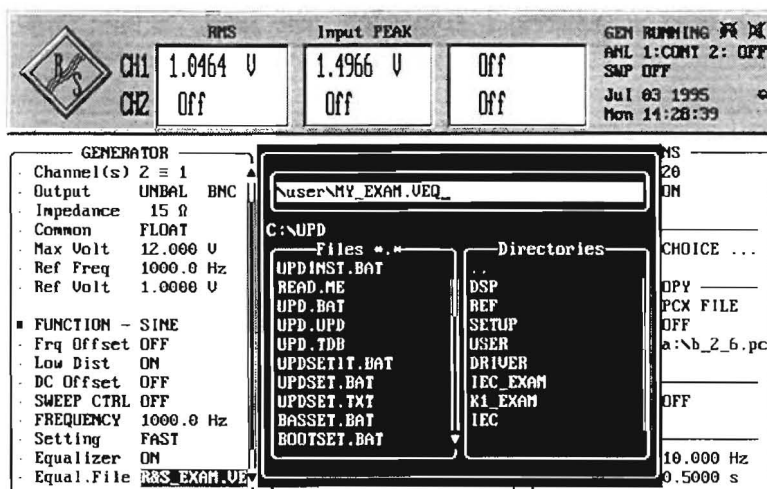 RMS Input PEAK
R S
CH1 1.0464 V 1.4966 V Off
CH2 Off Off Off
GEN RUNNING
ANL 1:CONT 2: OFF
SWP OFF
Jul 03 1995
Mon 14:28:39
GENERATOR
Channel(s) 2 ≡ 1
Output UNBAL BNC
Impedance 15 Ω
Common FLOAT
Max Volt 12.000 V
Ref Freq 1000.0 Hz
Ref Volt 1.0000 V
FUNCTION - SINE
Frq Offset OFF
Low Dist ON
DC Offset OFF
SWEEP CTRL OFF
FREQUENCY 1000.0 Hz
Setting FAST
Equalizer ON
Equal.File R&S_EXAM.VE
\user\MY_EXAM.VEQ_
C:\UPD
Files *.*
UPDINST.BAT
READ.ME
UPD.BAT
UPD.UPD
UPD.TDB
UPDSETIT.BAT
UPDSET.BAT
UPDSET.TXT
BASSET.BAT
BOOTSET.BAT
Directories
..
DSP
REF
SETUP
USER
DRIVER
IEC_EXAM
K1_EXAM
IEC
NS
20
ON
CHOICE ...
OPY
PCX FILE
OFF
a:\b_2_6.pc
OFF
10.000 Hz
0.5000 s